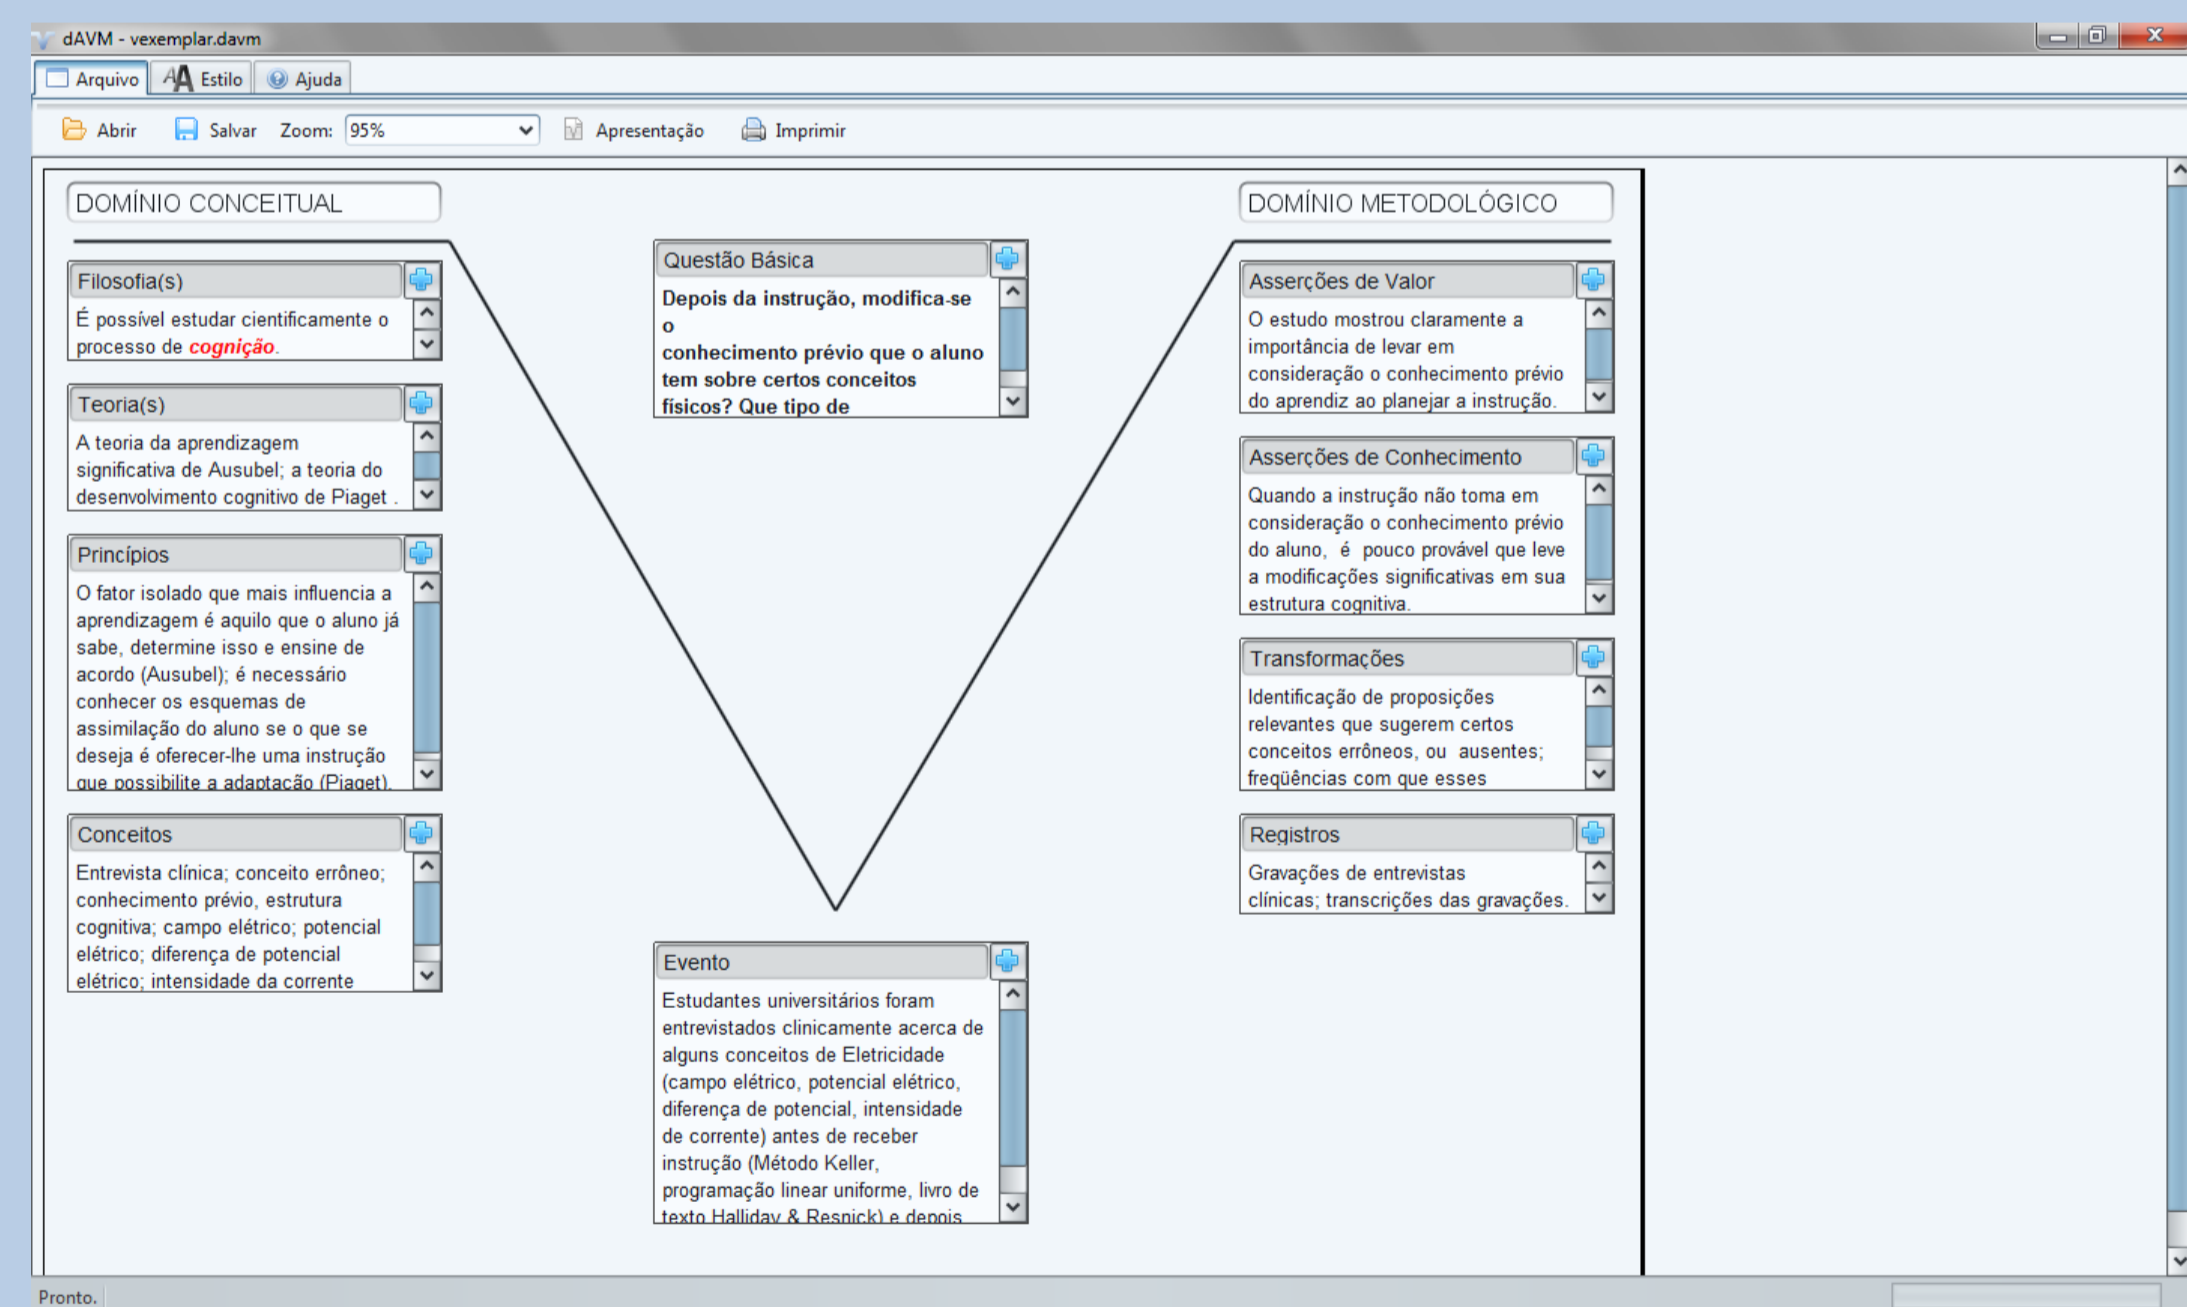 dAVM - vexemplar.davm
Arquivo
Estilo
Ajuda
Abrir
Salvar
Zoom: 95%
Apresentação
Imprimir
DOMÍNIO CONCEITUAL
Filosofia(s)
É possível estudar cientificamente o
processo de cognição.
Teoria(s)
A teoria da aprendizagem
significativa de Ausubel; a teoria do
desenvolvimento cognitivo de Piaget .
Princípios
O fator isolado que mais influencia a
aprendizagem é aquilo que o aluno já
sabe, determine isso e ensine de
acordo (Ausubel); é necessário
conhecer os esquemas de
assimilação do aluno se o que se
deseja é oferecer-lhe uma instrução
que possibilite a adaptação (Piaget).
Conceitos
Entrevista clínica; conceito errôneo;
conhecimento prévio, estrutura
cognitiva; campo elétrico; potencial
elétrico; diferença de potencial
elétrico; intensidade da corrente
Questão Básica
Depois da instrução, modifica-se
o
conhecimento prévio que o aluno
tem sobre certos conceitos
físicos? Que tipo de
Evento
Estudantes universitários foram
entrevistados clinicamente acerca de
alguns conceitos de Eletricidade
(campo elétrico, potencial elétrico,
diferença de potencial, intensidade
de corrente) antes de receber
instrução (Método Keller,
programação linear uniforme, livro de
texto Halliday & Resnick) e depois
DOMÍNIO METODOLÓGICO
Asserções de Valor
O estudo mostrou claramente a
importância de levar em
consideração o conhecimento prévio
do aprendiz ao planejar a instrução.
Asserções de Conhecimento
Quando a instrução não toma em
consideração o conhecimento prévio
do aluno,  é  pouco provável que leve
a modificações significativas em sua
estrutura cognitiva.
Transformações
Identificação de proposições
relevantes que sugerem certos
conceitos errôneos, ou  ausentes;
freqüências com que esses
Registros
Gravações de entrevistas
clínicas; transcrições das gravações.
Pronto.